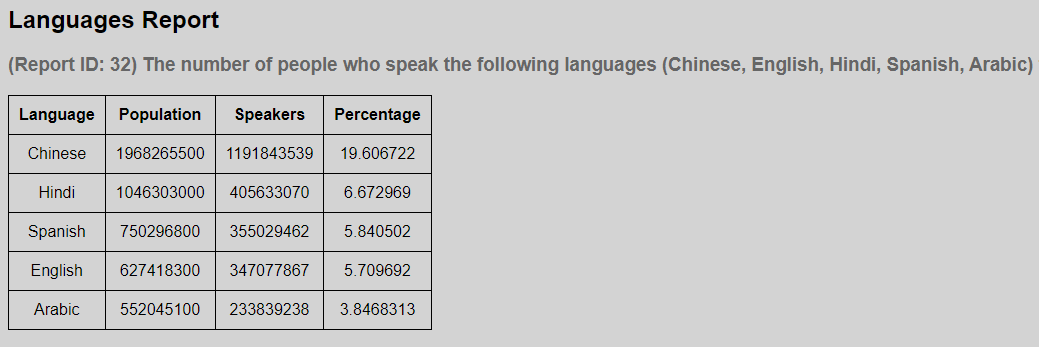 Languages Report
(Report ID: 32) The number of people who speak the following languages (Chinese, English, Hindi, Spanish, Arabic)
Language Population Speakers Percentage
Chinese 1968265500 1191843539 19.606722
Hindi 1046303000 405633070 6.672969
Spanish 750296800 355029462 5.840502
English 627418300 347077867 5.709692
Arabic 552045100 233839238 3.8468313